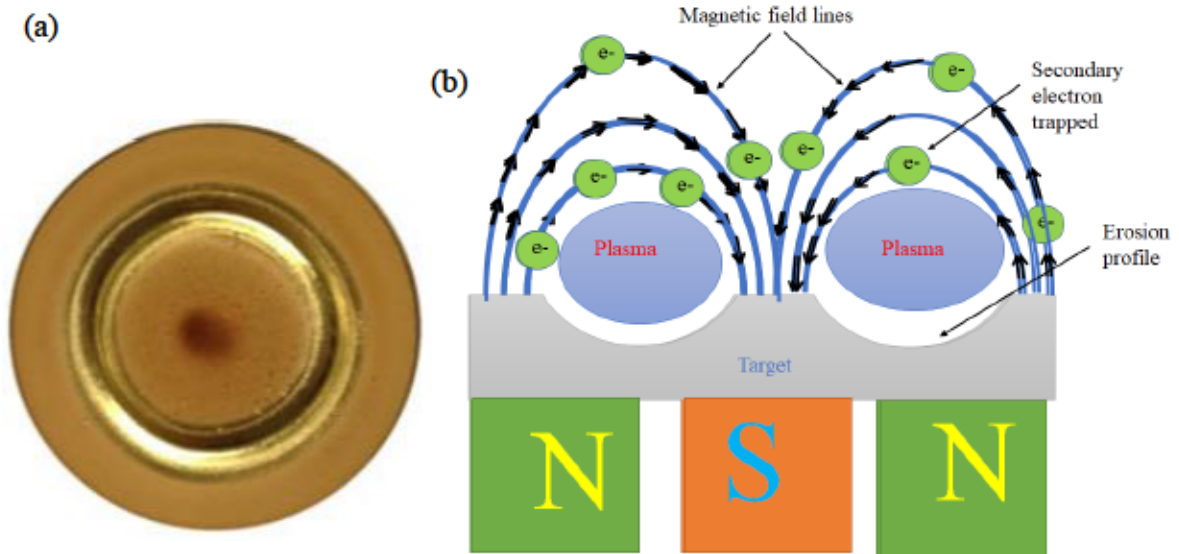 (a)
Magnetic field lines
(b)
e-
e-
Secondary
electron
trapped
e-
e-
e-
e-
e-
e-
e-
Plasma
Plasma
Erosion
profile
Target
N
S
N